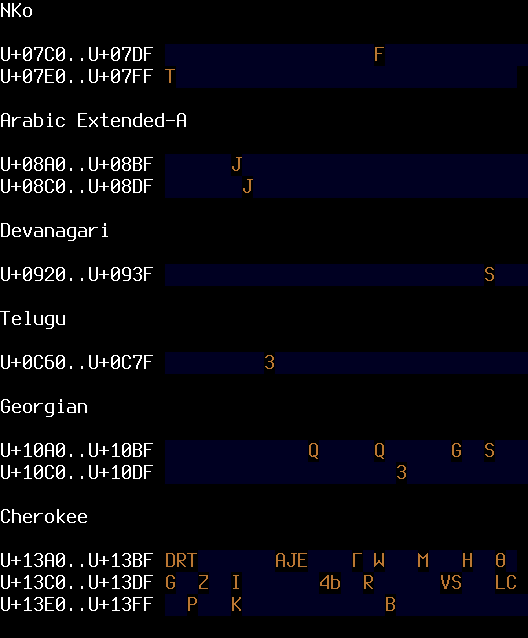 NKo
U+07C0..U+07DF F
U+07E0..U+07FF T
Arabic Extended-A
U+08A0..U+08BF J
U+08C0..U+08DF J
Devanagari
U+0920..U+093F S
Telugu
U+0C60..U+0C7F 3
Georgian
U+10A0..U+10BF Q Q G S
U+10C0..U+10DF 3
Cherokee
U+13A0..U+13BF DRT AJE Γ W M H θ
U+13C0..U+13DF G Z I 4b R VS LC
U+13E0..U+13FF P K B